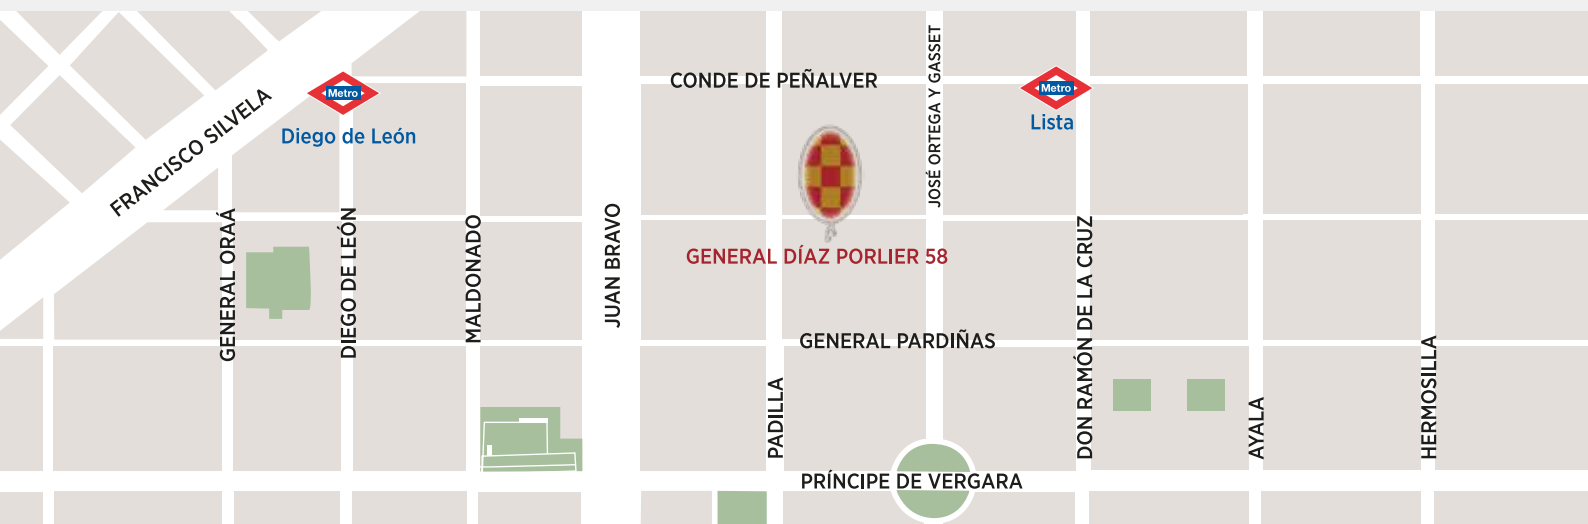 CONDE DE PEÑALVER
JOSÉ ORTEGA Y GASSET
Metro
Diego de León
Metro
Lista
FRANCISCO SILVELA
GENERAL ORAÁ
DIEGO DE LEÓN
MALDONADO
JUAN BRAVO
GENERAL DÍAZ PORLIER 58
DON RAMÓN DE LA CRUZ
GENERAL PARDIÑAS
PADILLA
AYALA
HERMOSILLA
PRÍNCIPE DE VERGARA